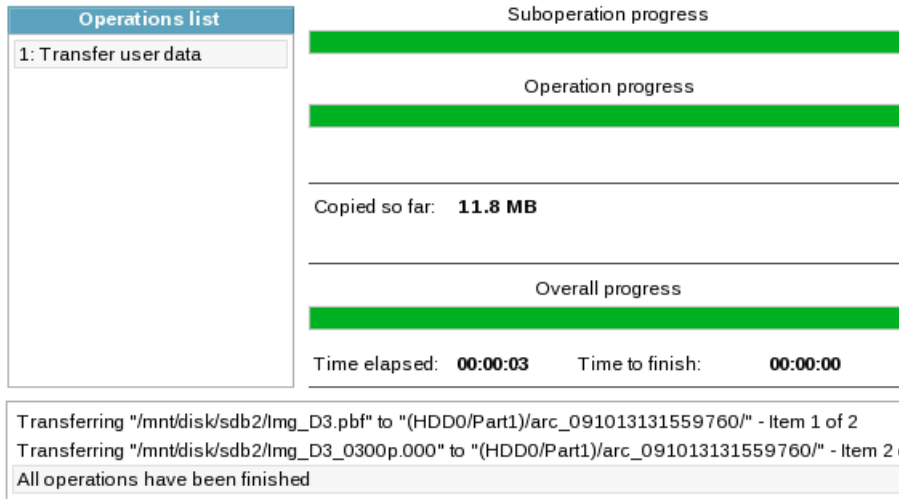 Operations list
1: Transfer user data
Suboperation progress
Operation progress
Copied so far: 11.8 MB
Overall progress
Time elapsed: 00:00:03 Time to finish: 00:00:00
Transferring "/mnt/disk/sdb2/Img_D3.pbf" to "(HDD0/Part1)/arc_091013131559760/" - Item 1 of 2
Transferring "/mnt/disk/sdb2/Img_D3_0300p.000" to "(HDD0/Part1)/arc_091013131559760/" - Item 2
All operations have been finished